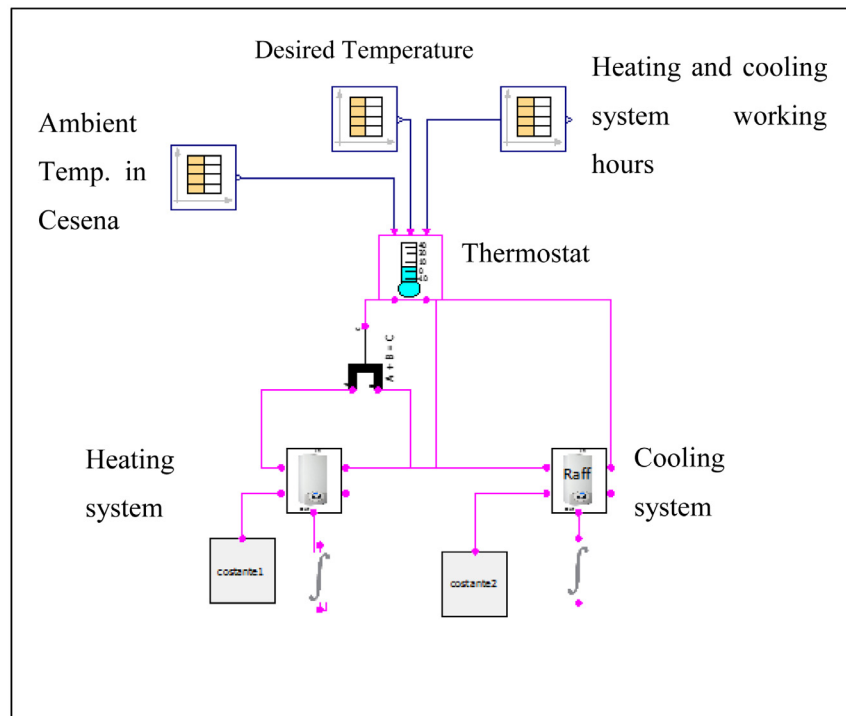 Desired Temperature
Heating and cooling
system working
hours
Ambient
Temp. in
Cesena
Thermostat
A + B = C
Heating
system
Raff
Cooling
system
costante1
costante2